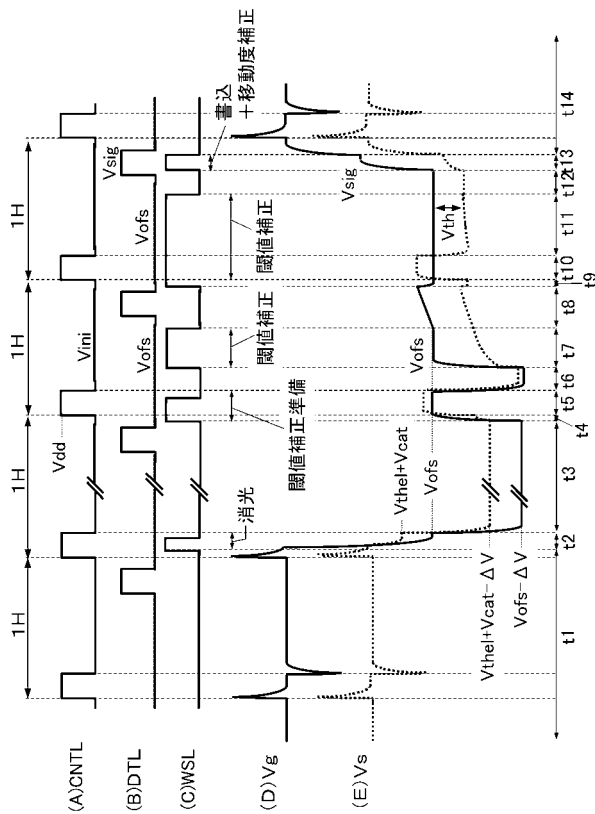 1H
1H
1H
1H
(A)CNTL
Vdd
Vini
(B)DTL
Vofs
Vofs
Vsig
(C)WSL
消光
閾値補正準備
閾値補正
閾値補正
書込
+移動度補正
(D)Vg
Vsig
(E)Vs
Vthel+Vcat
Vofs
Vofs
Vth
Vthel+Vcat−ΔV
Vofs−ΔV
t1
t2
t3
t4
t5
t6
t7
t8
t9
t10
t11
t12
t13
t14